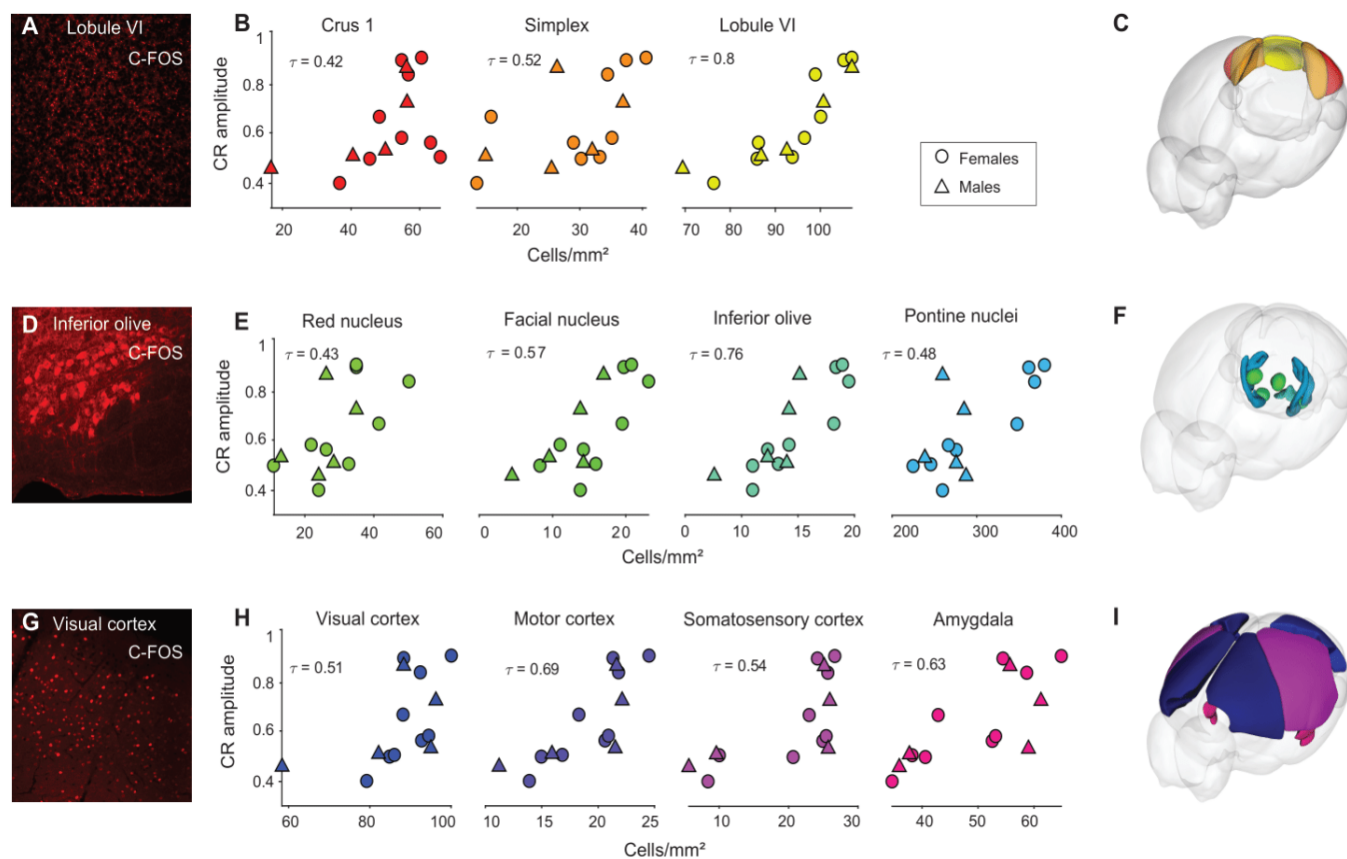 A
Lobule VI
C-FOS
B
Crus 1
Simplex
Lobule VI
CR amplitude
1
0.8
0.6
0.4
τ = 0.42
τ = 0.52
τ = 0.8
20 40 60
20 30 40
70 80 90 100
Cells/mm²
Females
Males
C
D
Inferior olive
C-FOS
E
Red nucleus
Facial nucleus
Inferior olive
Pontine nuclei
CR amplitude
1
0.8
0.6
0.4
τ = 0.43
τ = 0.57
τ = 0.76
τ = 0.48
20 40 60
0 10 20
0 10 20
200 300 400
Cells/mm²
F
G
Visual cortex
C-FOS
H
Visual cortex
Motor cortex
Somatosensory cortex
Amygdala
CR amplitude
1
0.8
0.6
0.4
τ = 0.51
τ = 0.69
τ = 0.54
τ = 0.63
60 80 100
10 15 20 25
10 20 30
40 50 60
Cells/mm²
I